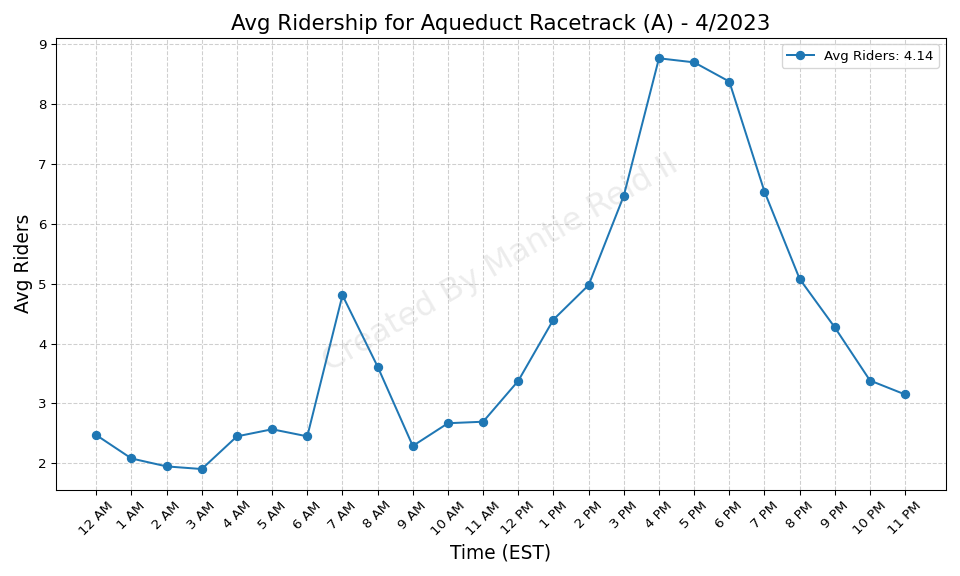 Avg Ridership for Aqueduct Racetrack (A) - 4/2023
Avg Riders: 4.14
Avg Riders
9
8
7
6
5
4
3
2
Created By Mantle Reid II
12 AM
1 AM
2 AM
3 AM
4 AM
5 AM
6 AM
7 AM
8 AM
9 AM
10 AM
11 AM
12 PM
1 PM
2 PM
3 PM
4 PM
5 PM
6 PM
7 PM
8 PM
9 PM
10 PM
11 PM
Time (EST)